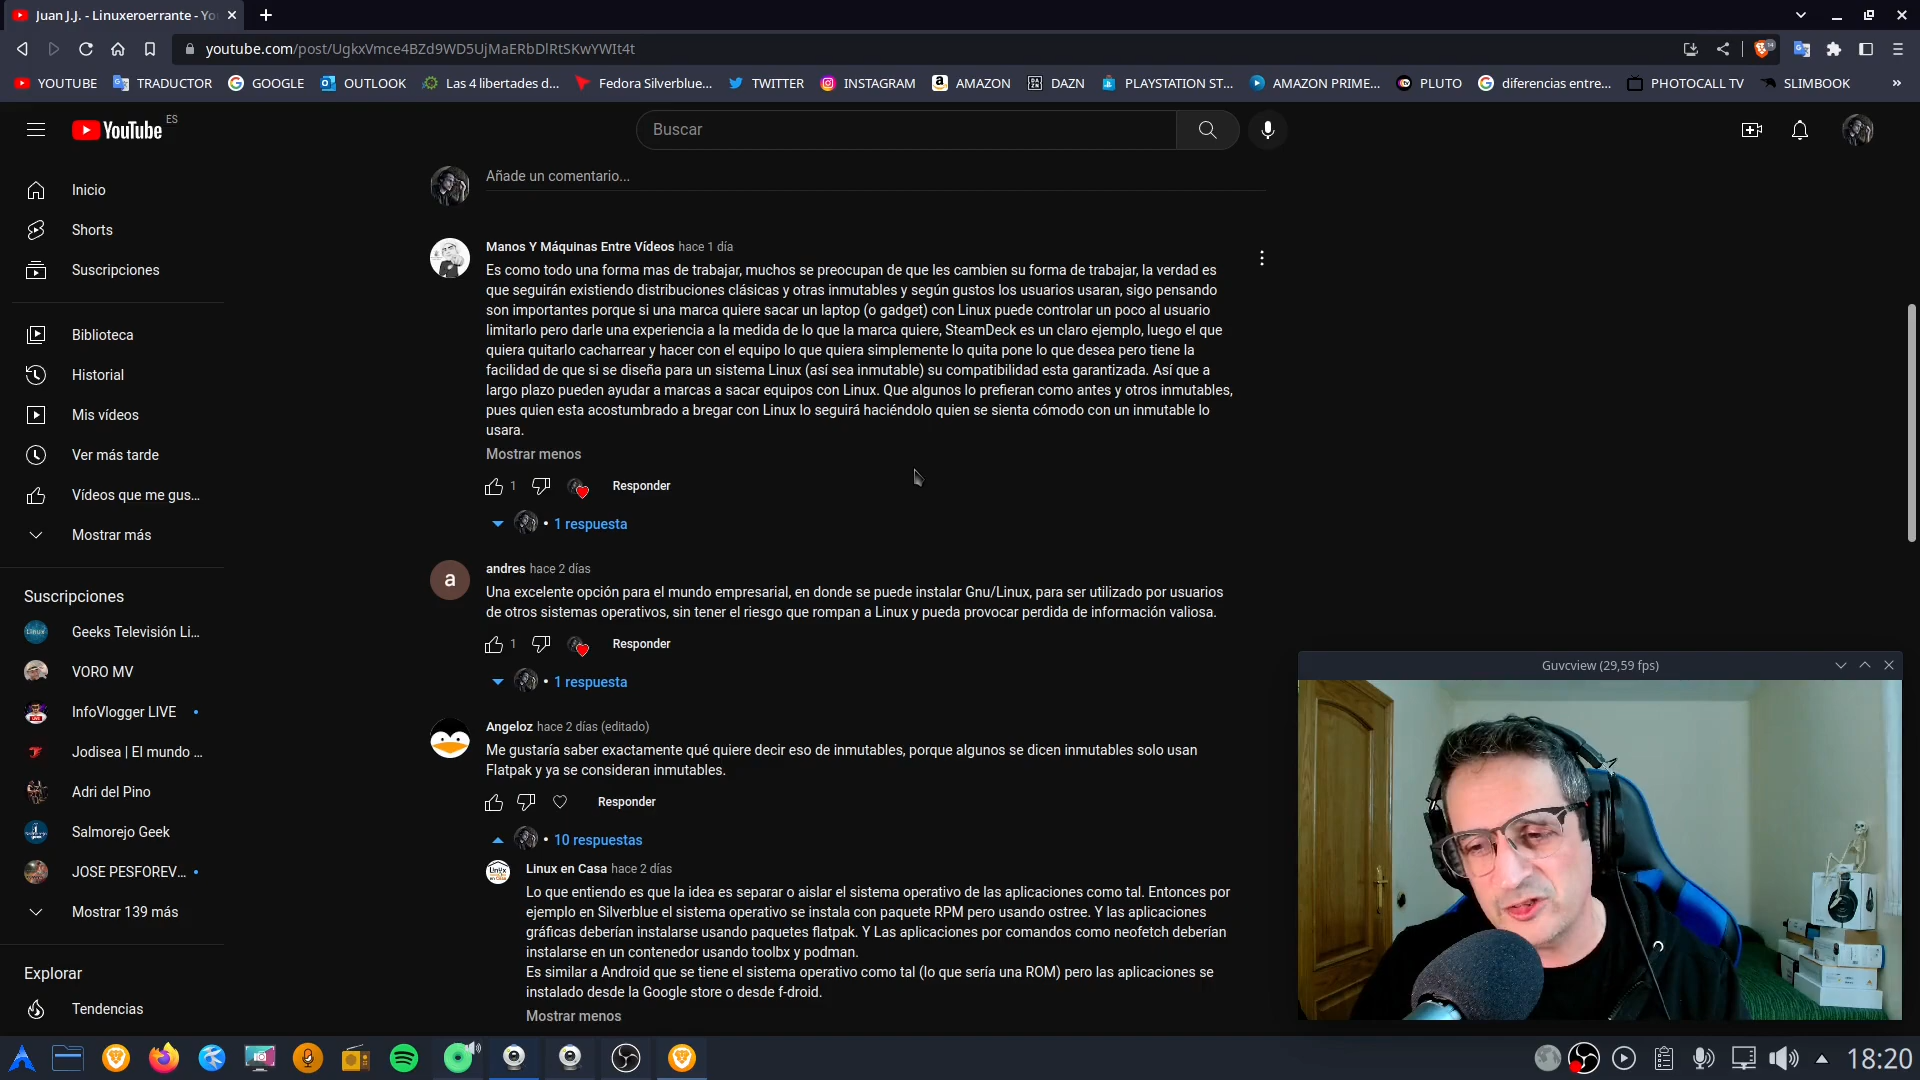 Juan J.J. - Linuxeroerrante - Yo
youtube.com/post/UgkxVmce4BZd9WD5UjMaERbDlRtSKwYWIt4t
YOUTUBE
TRADUCTOR
GOOGLE
OUTLOOK
Las 4 libertades d...
Fedora Silverblue...
TWITTER
INSTAGRAM
AMAZON
DAZN
PLAYSTATION ST...
AMAZON PRIME...
PLUTO
diferencias entre...
PHOTOCALL TV
SLIMBOOK
»
YouTube ES
Buscar
Inicio
Shorts
Suscripciones
Biblioteca
Historial
Mis vídeos
Ver más tarde
Vídeos que me gus...
Mostrar más
Suscripciones
Geeks Televisión Li...
VORO MV
InfoVlogger LIVE
Jodisea | El mundo ...
Adri del Pino
Salmorejo Geek
JOSE PESFOREV...
Mostrar 139 más
Explorar
Tendencias
Añade un comentario...
Manos Y Máquinas Entre Vídeos hace 1 día
Es como todo una forma mas de trabajar, muchos se preocupan de que les cambien su forma de trabajar, la verdad es
que seguirán existiendo distribuciones clásicas y otras inmutables y según gustos los usuarios usaran, sigo pensando
son importantes porque si una marca quiere sacar un laptop (o gadget) con Linux puede controlar un poco al usuario
limitarlo pero darle una experiencia a la medida de lo que la marca quiere, SteamDeck es un claro ejemplo, luego el que
quiera quitarlo cacharrear y hacer con el equipo lo que quiera simplemente lo quita pone lo que desea pero tiene la
facilidad de que si se diseña para un sistema Linux (así sea inmutable) su compatibilidad esta garantizada. Así que a
largo plazo pueden ayudar a marcas a sacar equipos con Linux. Que algunos lo prefieran como antes y otros inmutables,
pues quien esta acostumbrado a bregar con Linux lo seguirá haciéndolo quien se sienta cómodo con un inmutable lo
usara.
Mostrar menos
1 Responder
• 1 respuesta
a
andres hace 2 días
Una excelente opción para el mundo empresarial, en donde se puede instalar Gnu/Linux, para ser utilizado por usuarios
de otros sistemas operativos, sin tener el riesgo que rompan a Linux y pueda provocar perdida de información valiosa.
1 Responder
• 1 respuesta
Angeloz hace 2 días (editado)
Me gustaría saber exactamente qué quiere decir eso de inmutables, porque algunos se dicen inmutables solo usan
Flatpak y ya se consideran inmutables.
Responder
• 10 respuestas
Linux en Casa hace 2 días
Lo que entiendo es que la idea es separar o aislar el sistema operativo de las aplicaciones como tal. Entonces por
ejemplo en Silverblue el sistema operativo se instala con paquete RPM pero usando ostree. Y las aplicaciones
gráficas deberían instalarse usando paquetes flatpak. Y Las aplicaciones por comandos como neofetch deberían
instalarse en un contenedor usando toolbx y podman.
Es similar a Android que se tiene el sistema operativo como tal (lo que sería una ROM) pero las aplicaciones se
instalado desde la Google store o desde f-droid.
Mostrar menos
Guvcview (29,59 fps)
18:20